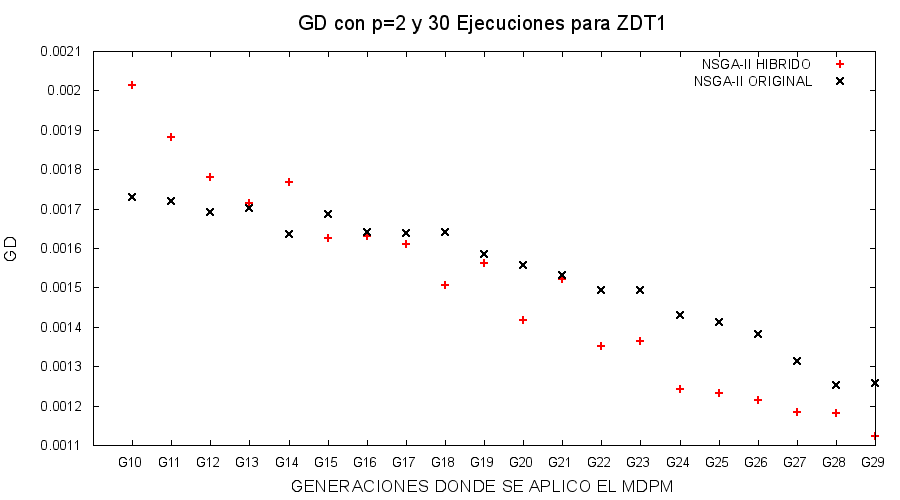 GD con p=2 y 30 Ejecuciones para ZDT1
NSGA-II HIBRIDO
NSGA-II ORIGINAL
GD
0.0021
0.002
0.0019
0.0018
0.0017
0.0016
0.0015
0.0014
0.0013
0.0012
0.0011
G10 G11 G12 G13 G14 G15 G16 G17 G18 G19 G20 G21 G22 G23 G24 G25 G26 G27 G28 G29
GENERACIONES DONDE SE APLICO EL MDPM